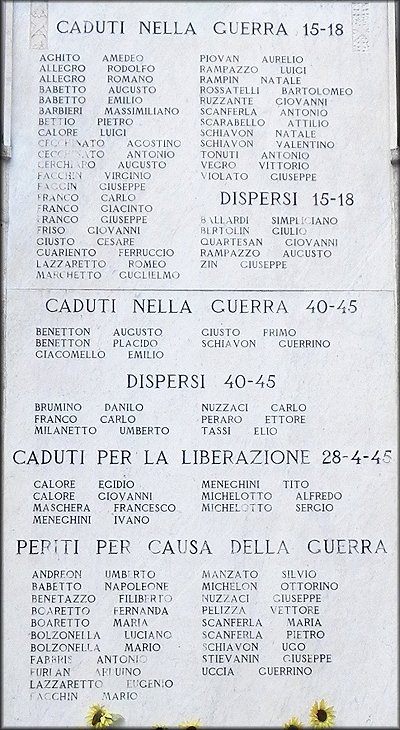 CADUTI NELLA GUERRA 15-18
AGHITO AMEDEO
ALLEGRO RODOLFO
ALLEGRO ROMANO
BABETTO AUGUSTO
BABETTO EMILIO
BARBIERI MASSIMILIANO
BETTIO PIETRO
CALORE LUIGI
CECCHINATO AGOSTINO
CECCHINATO ANTONIO
CERCHIARO AUGUSTO
FACCHIN VIRGINIO
FAGGIN GIUSEPPE
FRANCO CARLO
FRANCO GIACINTO
FRANCO GIUSEPPE
FRISO GIOVANNI
GIUSTO CESARE
GUARIENTO FERRUCCIO
LAZZARETTO ROMEO
MARCHETTO GUGLIELMO
PIOVAN AURELIO
RAMPAZZO LUIGI
RAMPIN NATALE
ROSSATELLI BARTOLOMEO
RUZZANTE GIOVANNI
SCANFERLA ANTONIO
SCARABELLO ATTILIO
SCHIAVON NATALE
SCHIAVON VALENTINO
TONUTI ANTONIO
VEGRO VITTORIO
VIOLATO GIUSEPPE
DISPERSI 15-18
BALLARDI SIMPLICIANO
BERTOLIN GIULIO
QUARTESAN GIOVANNI
RAMPAZZO AUGUSTO
ZIN GIUSEPPE
CADUTI NELLA GUERRA 40-45
BENETTON AUGUSTO
BENETTON PLACIDO
GIACOMELLO EMILIO
GIUSTO PRIMO
SCHIAVON GUERRINO
DISPERSI 40-45
BRUMINO DANILO
FRANCO CARLO
MILANETTO UMBERTO
NUZZACI CARLO
PERARO ETTORE
TASSI ELIO
CADUTI PER LA LIBERAZIONE 28-4-45
CALORE EGIDIO
CALORE GIOVANNI
MASCHERA FRANCESCO
MENEGHINI IVANO
MENEGHINI TITO
MICHELOTTO ALFREDO
MICHELOTTO SERGIO
PERITI PER CAUSA DELLA GUERRA
ANDREON UMBERTO
BABETTO NAPOLEONE
BENETAZZO FILIBERTO
BOARETTO FERNANDA
BOARETTO MARIA
BOLZONELLA LUCIANO
BOLZONELLA MARIO
FABERIS ANTONIO
FURLAN ARDUINO
LAZZARETTO EUGENIO
FACCHIN MARIO
MANZATO SILVIO
MICHELON OTTORINO
NUZZACI GIUSEPPE
PELIZZA VETTORE
SCANFERLA MARIA
SCANFERLA PIETRO
SCHIAVON UGO
STIEVANIN GIUSEPPE
UCCIA GUERRINO